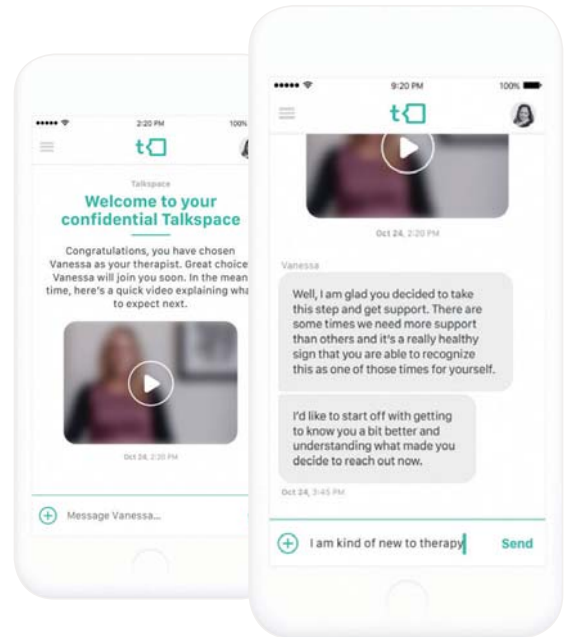 2:20 PM
100%
Talkspace
Welcome to your
confidential Talkspace
Congratulations, you have chosen
Vanessa as your therapist. Great choice
Vanessa will join you soon. In the mean
time, here's a quick video explaining wha
to expect next.
Oct 24, 2:20 PM
Message Vanessa...
9:20 PM
100%
t
Oct 24, 2:20 PM
Vanessa
Well, I am glad you decided to take
this step and get support. There are
some times we need more support
than others and it's a really healthy
sign that you are able to recognize
this as one of those times for yourself.
I'd like to start off with getting
to know you a bit better and
understanding what made you
decide to reach out now.
Oct 24, 3:45 PM
I am kind of new to therapy
Send